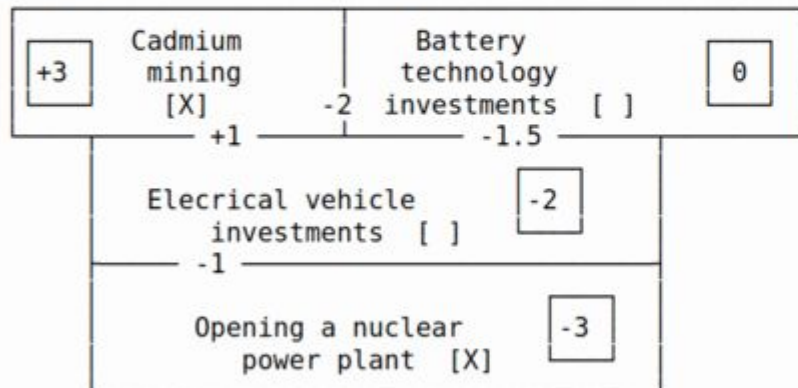 Cadmium Battery
+3 mining technology 0
[X] -2 investments [ ]
+1 -1.5
Elecrical vehicle -2
investments [ ]
-1
Opening a nuclear -3
power plant [X]